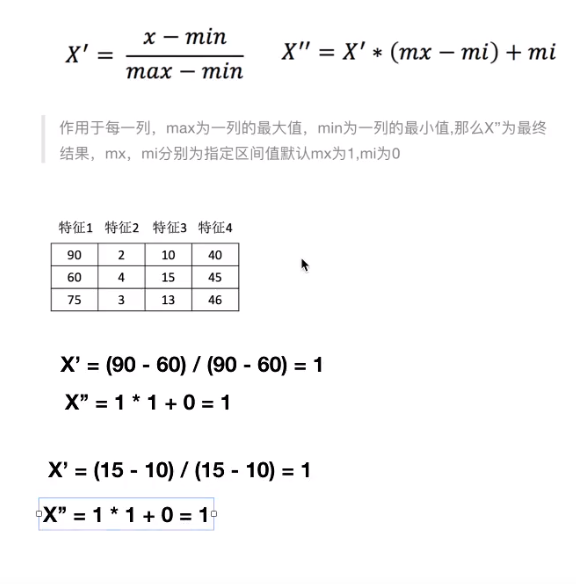 X′ = (x − min) / (max − min) X″ = X′ * (mx − mi) + mi
作用于每一列，max为一列的最大值，min为一列的最小值,那么X”为最终
结果，mx，mi分别为指定区间值默认mx为1,mi为0
特征1 特征2 特征3 特征4
90 2 10 40
60 4 15 45
75 3 13 46
X’ = (90 - 60) / (90 - 60) = 1
X” = 1 * 1 + 0 = 1
X’ = (15 - 10) / (15 - 10) = 1
X” = 1 * 1 + 0 = 1